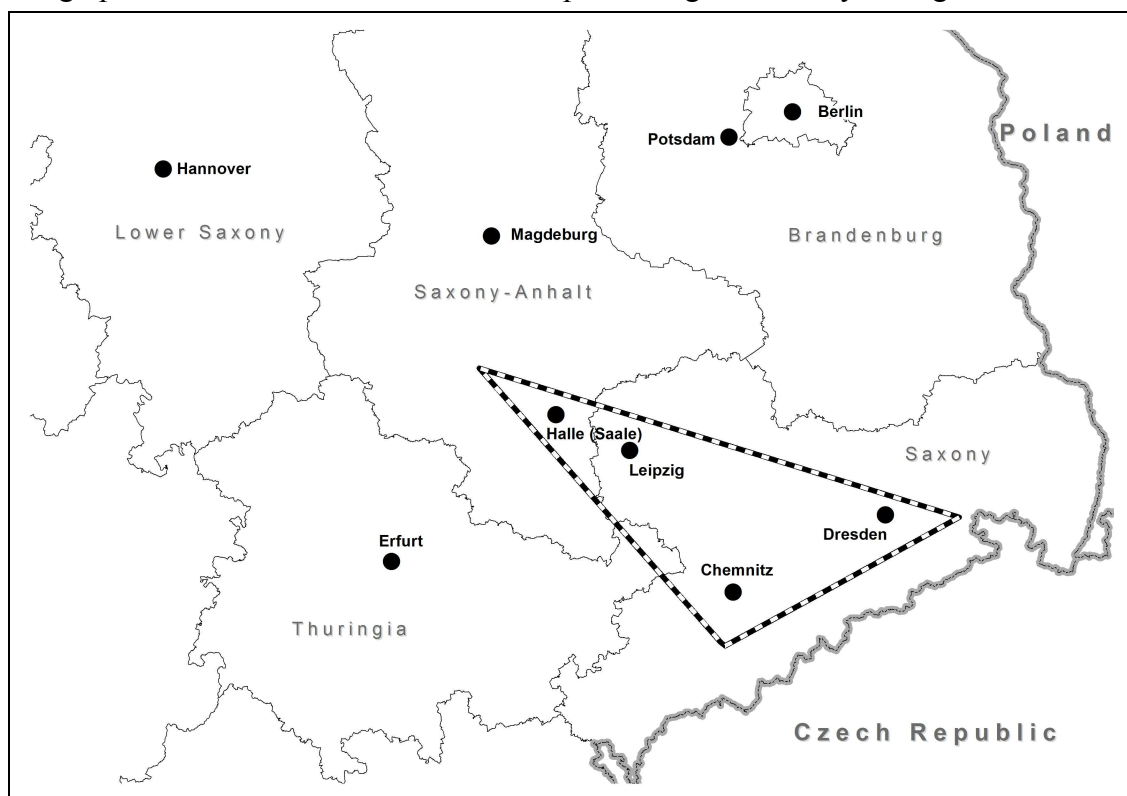 Berlin
Poland
Potsdam
Hannover
Lower Saxony
Magdeburg
Brandenburg
Saxony-Anhalt
Halle (Saale)
Saxony
Leipzig
Dresden
Erfurt
Chemnitz
Thuringia
Czech Republic